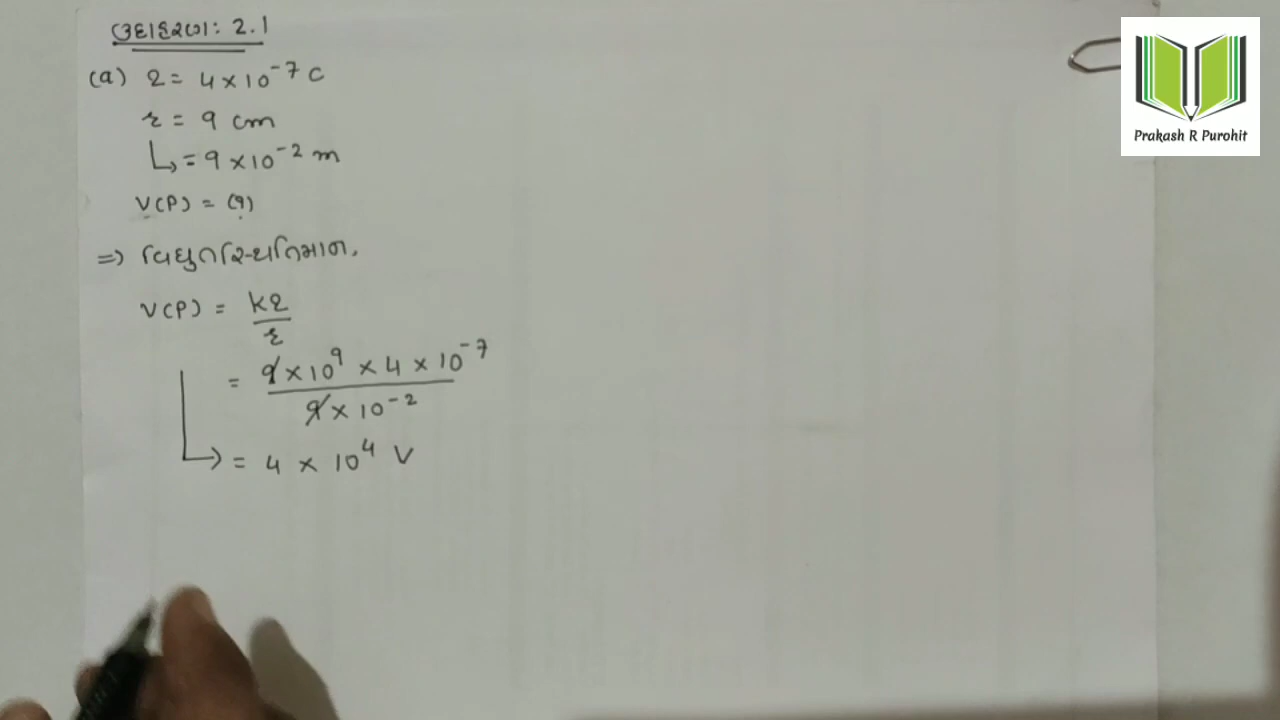 ઉદાહરણ: 2.1
(a) q = 4 × 10⁻⁷ C
r = 9 cm
↳ = 9 × 10⁻² m
V(P) = (?)
⇒ વિદ્યુતસ્થિતિમાન,
V(P) = kq/r
= 9 × 10⁹ × 4 × 10⁻⁷ / 9 × 10⁻²
↳ = 4 × 10⁴ V
Prakash R Purohit